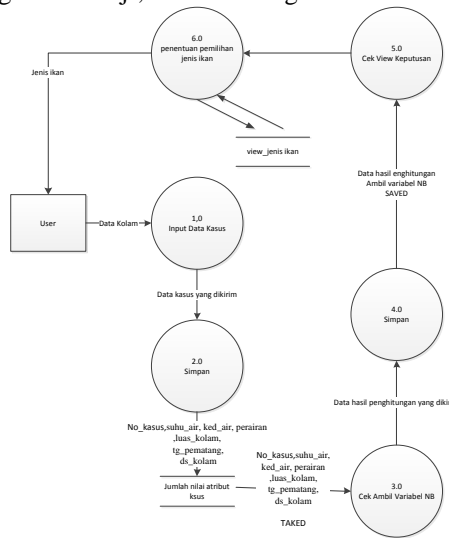 6.0
penentuan pemilihan
jenis ikan
5.0
Cek View Keputusan
Jenis ikan
view_jenis ikan
Data hasil enghitungan
Ambil variabel NB
SAVED
User
Data Kolam
1,0
Input Data Kasus
Data kasus yang dikirim
4.0
Simpan
2.0
Simpan
Data hasil penghitungan yang
No_kasus,suhu_air, ked_air, perairan
,luas_kolam,
tg_pematang,
ds_kolam
Jumlah nilai atribut
ksus
No_kasus,suhu_air,
ked_air, perairan
,luas_kolam,
tg_pematang,
ds_kolam
TAKED
3.0
Cek Ambil Variabel NB